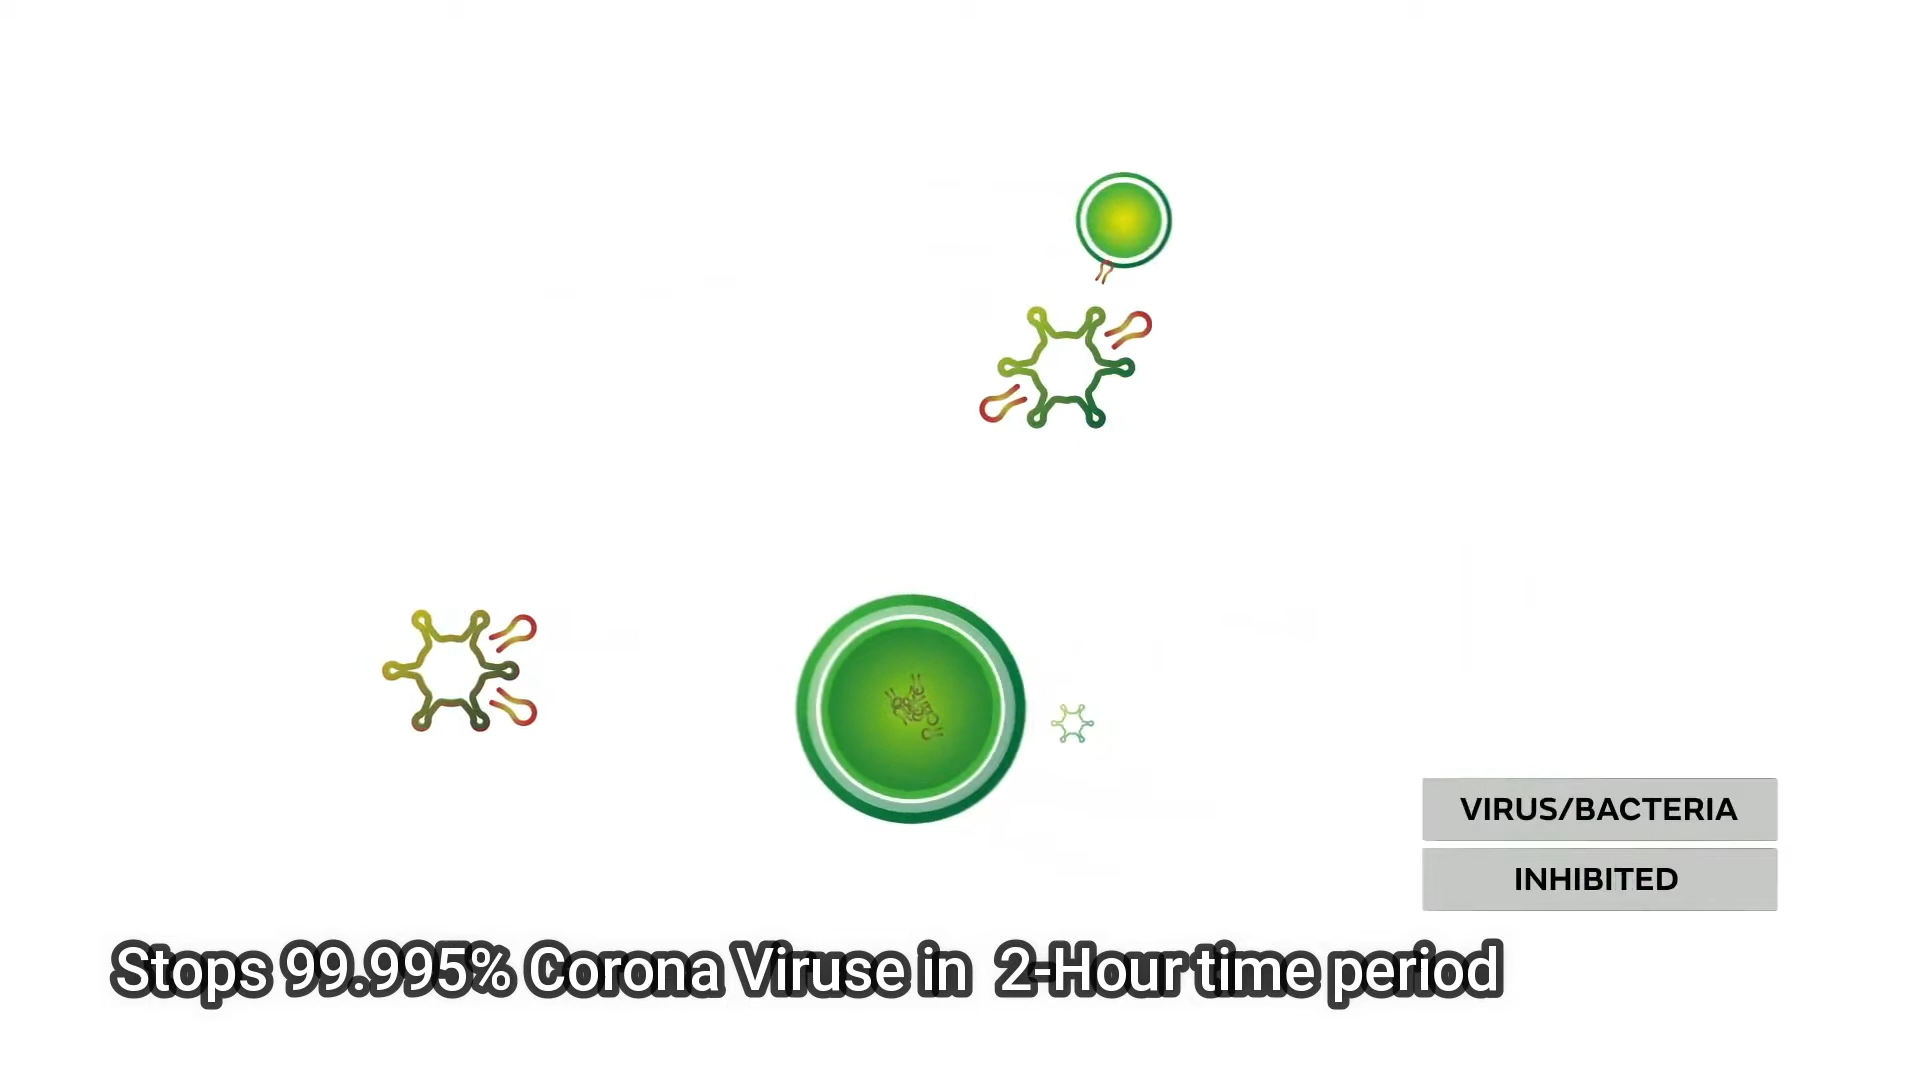 VIRUS/BACTERIA
INHIBITED
Stops 99.995% Corona Viruse in 2-Hour time period